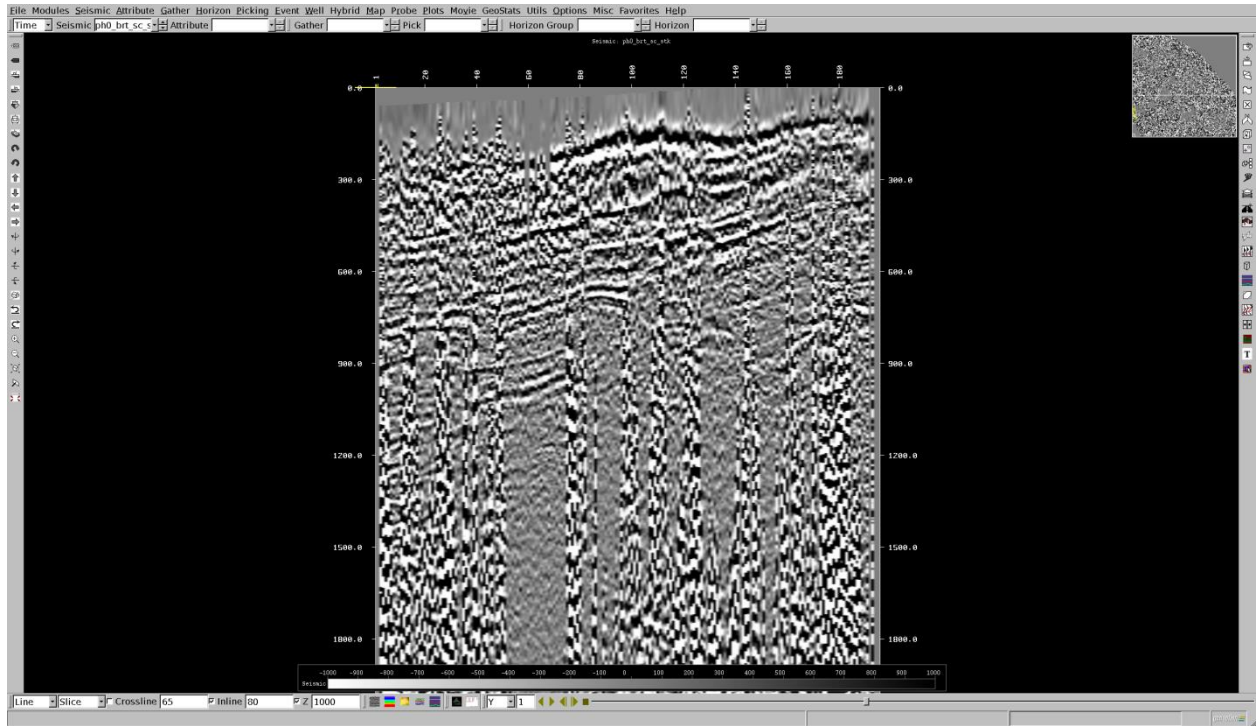 File Modules Seismic Attribute Gather Horizon Picking Event Well Hybrid Map Probe Plots Movie GeoStats Utils Options Misc Favorites Help
Time Seismic ph0_brt_sc_s Attribute Gather Pick Horizon Group Horizon
Seismic: ph0_brt_sc_stk
1 20 40 60 80 100 120 140 160 180
0.0 0.0
300.0 300.0
600.0 600.0
900.0 900.0
1200.0 1200.0
1500.0 1500.0
1800.0 1800.0
-1000 -900 -800 -700 -600 -500 -400 -300 -200 -100 0 100 200 300 400 500 600 700 800 900 1000
Seismic
Line Slice Crossline 65 Inline 80 Z 1000 Y 1